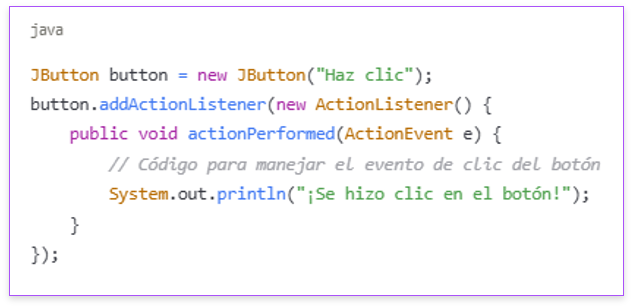 java
JButton button = new JButton("Haz clic");
button.addActionListener(new ActionListener() {
    public void actionPerformed(ActionEvent e) {
        // Código para manejar el evento de clic del botón
        System.out.println("¡Se hizo clic en el botón!");
    }
});